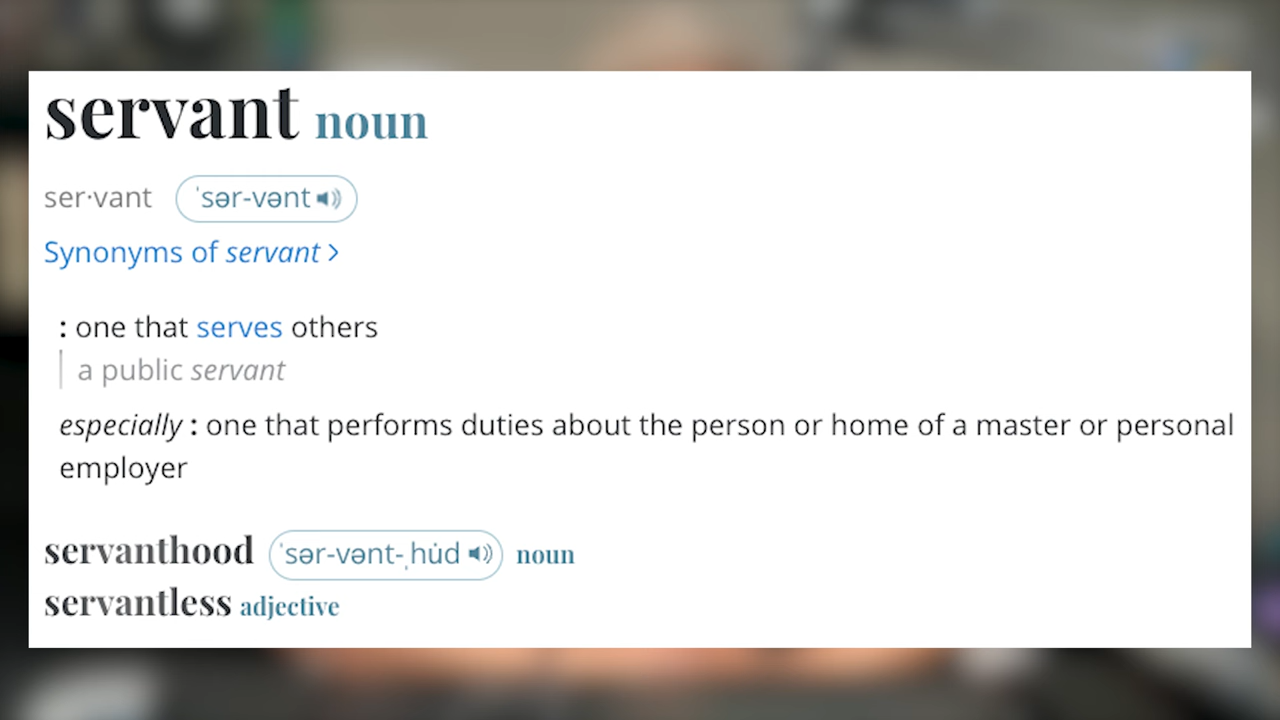 servant noun
ser·vant ˈsər-vənt
Synonyms of servant >
: one that serves others
a public servant
especially : one that performs duties about the person or home of a master or personal
employer
servanthood ˈsər-vənt-ˌhu̇d noun
servantless adjective